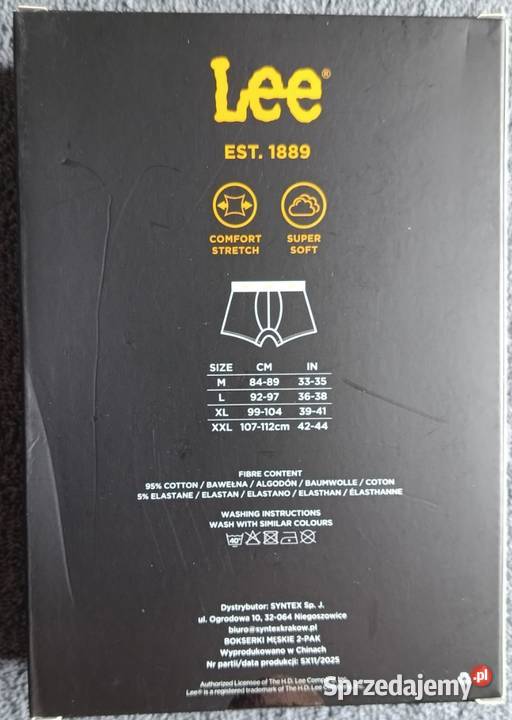 Lee®
EST. 1889
COMFORT STRETCH
SUPER SOFT
SIZE CM IN
M 84-89 33-35
L 92-97 36-38
XL 99-104 39-41
XXL 107-112cm 42-44
FIBRE CONTENT
95% COTTON / BAWEŁNA / ALGODÓN / BAUMWOLLE / COTON
5% ELASTANE / ELASTAN / ELASTANO / ELASTHAN / ÉLASTHANNE
WASHING INSTRUCTIONS
WASH WITH SIMILAR COLOURS
40°
Dystrybutor: SYNTEX Sp. J.
ul. Ogrodowa 10, 32-064 Niegoszowice
biuro@syntexkrakow.pl
BOKSERKI MĘSKIE 2-PAK
Wyprodukowano w Chinach
Nr partii/data produkcji: SX11/2025
Authorized Licensee of The H.D. Lee
Lee® is a registered trademark of The H.D. Lee
Sprzedajemy .pl